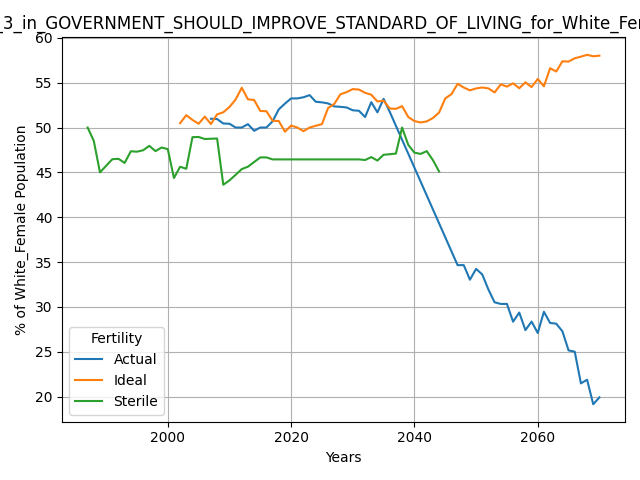 _3_in_GOVERNMENT_SHOULD_IMPROVE_STANDARD_OF_LIVING_for_White_Fe
60
55
50
45
40
35
30
25
20
% of White_Female Population
Fertility
Actual
Ideal
Sterile
2000 2020 2040 2060
Years